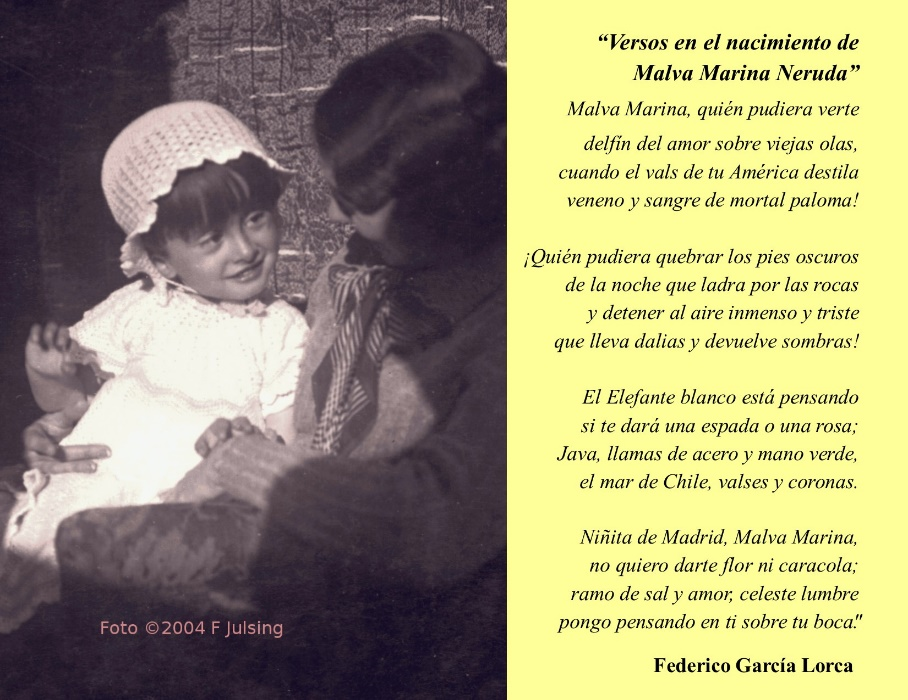 “Versos en el nacimiento de
Malva Marina Neruda”
Malva Marina, quién pudiera verte
delfín del amor sobre viejas olas,
cuando el vals de tu América destila
veneno y sangre de mortal paloma!
¡Quién pudiera quebrar los pies oscuros
de la noche que ladra por las rocas
y detener al aire inmenso y triste
que lleva dalias y devuelve sombras!
El Elefante blanco está pensando
si te dará una espada o una rosa;
Java, llamas de acero y mano verde,
el mar de Chile, valses y coronas.
Niñita de Madrid, Malva Marina,
no quiero darte flor ni caracola;
ramo de sal y amor, celeste lumbre
pongo pensando en ti sobre tu boca."
Federico García Lorca
Foto ©2004 F Julsing